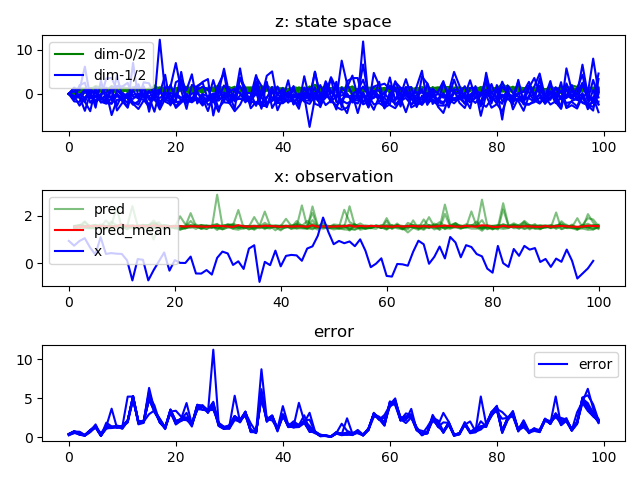 z: state space
dim-0/2
dim-1/2
10
0
0 20 40 60 80 100
x: observation
pred
pred_mean
x
2
0
0 20 40 60 80 100
error
error
10
5
0
0 20 40 60 80 100